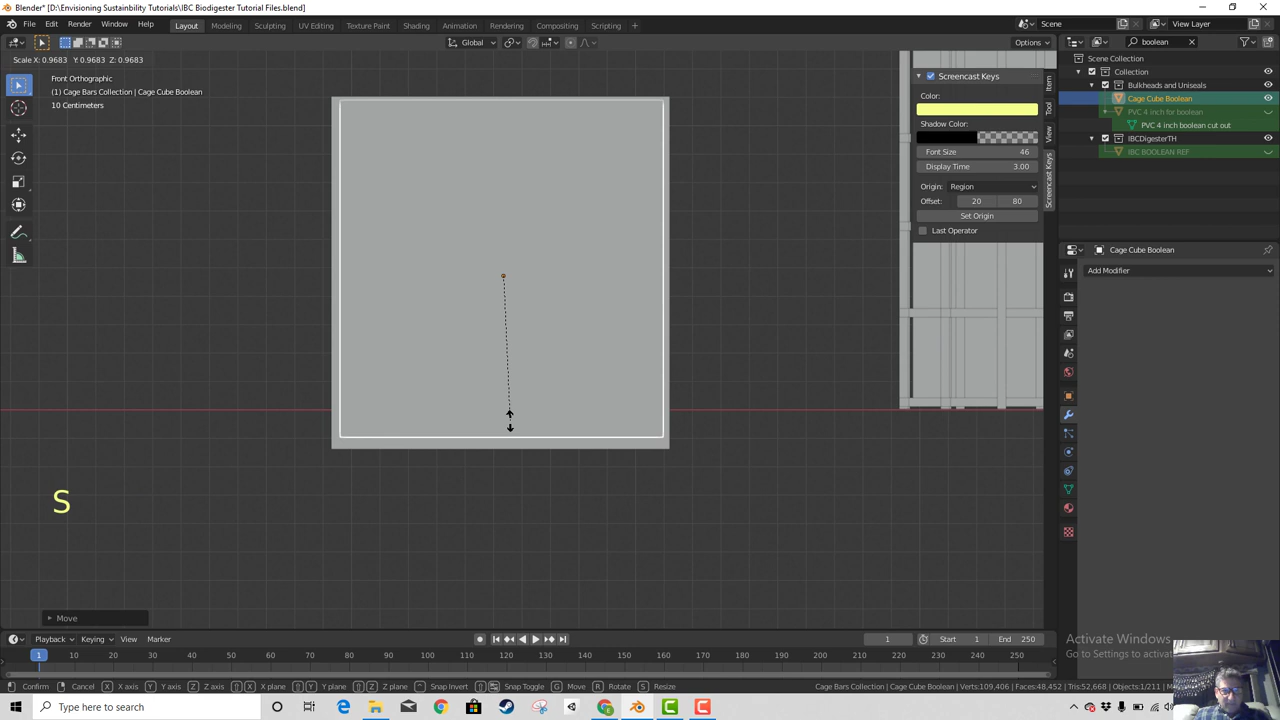 Blender* [D:\Envisioning Sustainbility Tutorials\IBC Biodigester Tutorial Files.blend]
File Edit Render Window Help Layout Modeling Sculpting UV Editing Texture Paint Shading Animation Rendering Compositing Scripting Scene View Layer
Global Options boolean
Scale X: 0.9683 Y: 0.9683 Z: 0.9683
Front Orthographic
(1) Cage Bars Collection | Cage Cube Boolean
10 Centimeters
Screencast Keys
Color:
Shadow Color:
Font Size 46
Display Time 3.00
Origin: Region
Offset: 20 80
Set Origin
Last Operator
Item
Tool
View
Screencast Keys
Scene Collection
Collection
Bulkheads and Uniseals
Cage Cube Boolean
PVC 4 inch for boolean
PVC 4 inch boolean cut out
IBCDigesterTH
IBC BOOLEAN REF
Cage Cube Boolean
Add Modifier
S
Move
Activate Windows
Go to Settings to activat
Playback Keying View Marker 1 Start 1 End 250
1 10 20 30 40 50 60 70 80 90 100 110 120 130 140 150 160 170 180 190 200 210 220 230 240 250
Confirm Cancel X X axis Y Y axis Z Z axis X X plane Y Y plane Z Z plane Snap Invert Snap Toggle G Move R Rotate S Resize Cage Bars Collection | Cage Cube Boolean | Verts:109,406 | Faces:48,452 | Tris:52,668 | Objects:1/211 | Mem
Type here to search